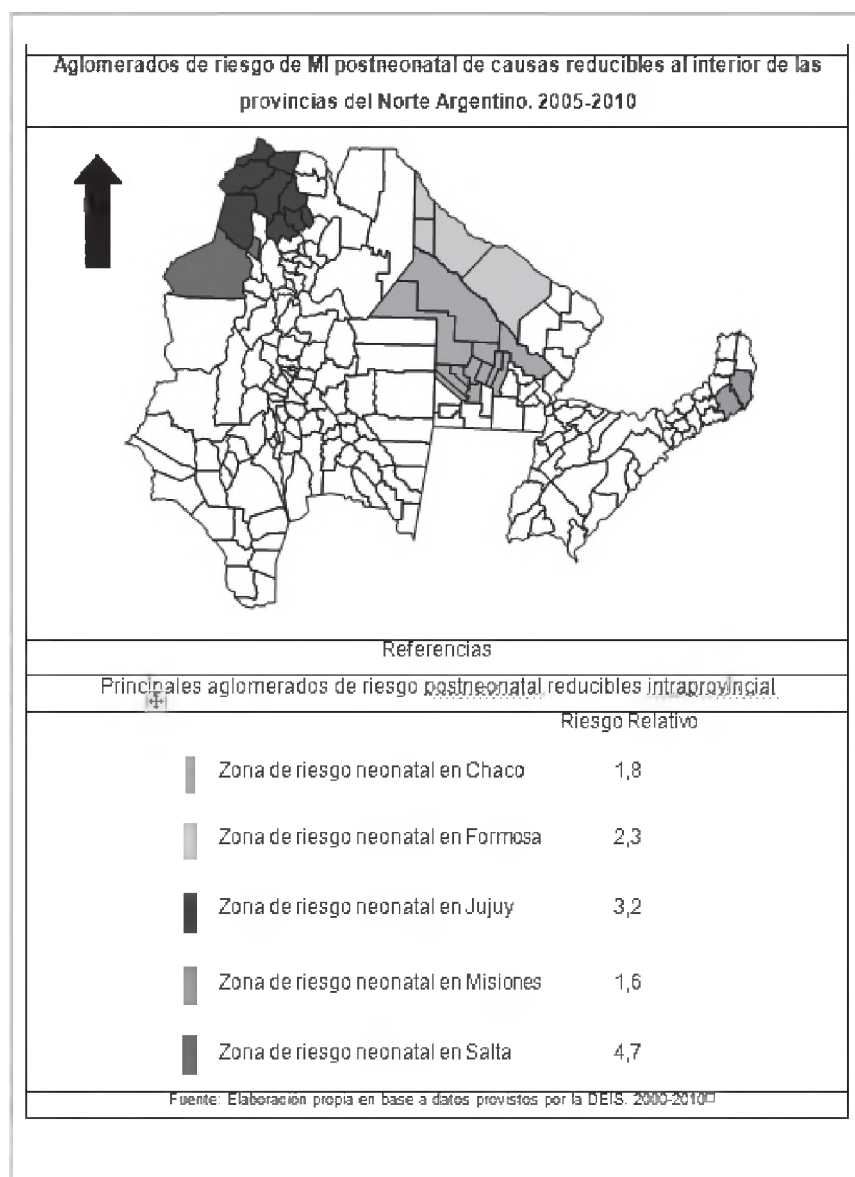 Aglomerados de riesgo de MI postneonatal de causas reducibles al interior de las
provincias del Norte Argentino. 2005-2010
Referencias
Principales aglomerados de riesgo postneonatal reducibles intraprovincial
Riesgo Relativo
Zona de riesgo neonatal en Chaco 1,8
Zona de riesgo neonatal en Formosa 2,3
Zona de riesgo neonatal en Jujuy 3,2
Zona de riesgo neonatal en Misiones 1,6
Zona de riesgo neonatal en Salta 4,7
Fuente: Elaboración propia en base a datos provistos por la DEIS. 2000-2010